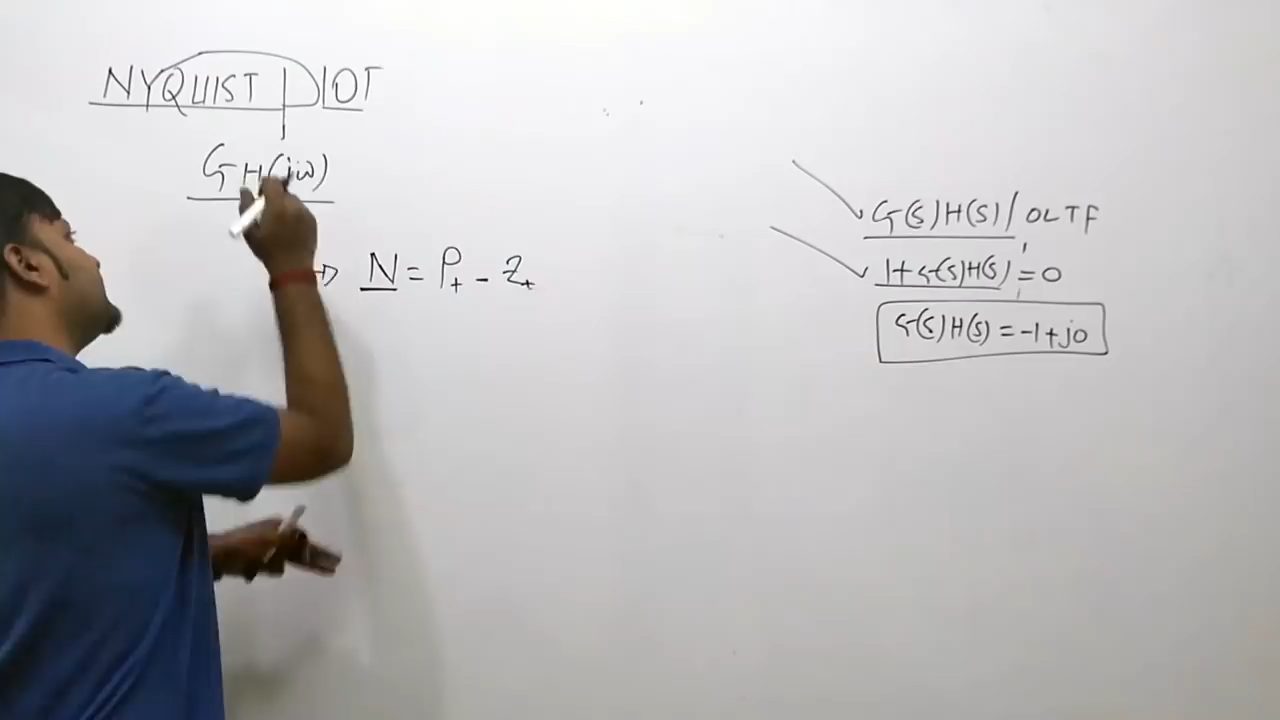 NYQUIST PLOT
GH(jω)
→ N = P₊ - Z₊
G(s)H(s) / OLTF
1+G(s)H(s) = 0
G(s)H(s) = -1+j0